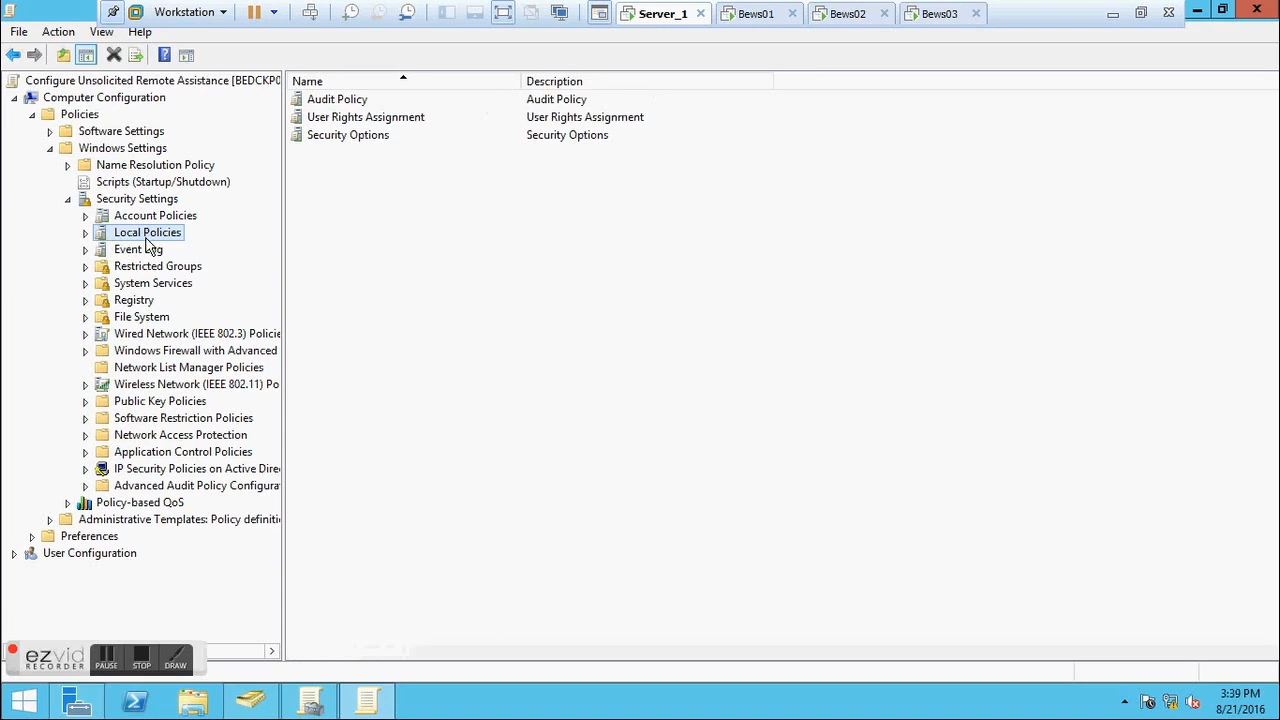 Workstation
Server_1
Bews01
Bews02
Bews03
File Action View Help
Configure Unsolicited Remote Assistance [BEDCKP0
Computer Configuration
Policies
Software Settings
Windows Settings
Name Resolution Policy
Scripts (Startup/Shutdown)
Security Settings
Account Policies
Local Policies
Event Log
Restricted Groups
System Services
Registry
File System
Wired Network (IEEE 802.3) Policie
Windows Firewall with Advanced
Network List Manager Policies
Wireless Network (IEEE 802.11) Po
Public Key Policies
Software Restriction Policies
Network Access Protection
Application Control Policies
IP Security Policies on Active Dire
Advanced Audit Policy Configura
Policy-based QoS
Administrative Templates: Policy definiti
Preferences
User Configuration
Name Description
Audit Policy Audit Policy
User Rights Assignment User Rights Assignment
Security Options Security Options
ezvid
RECORDER
PAUSE STOP DRAW
3:39 PM
8/21/2016